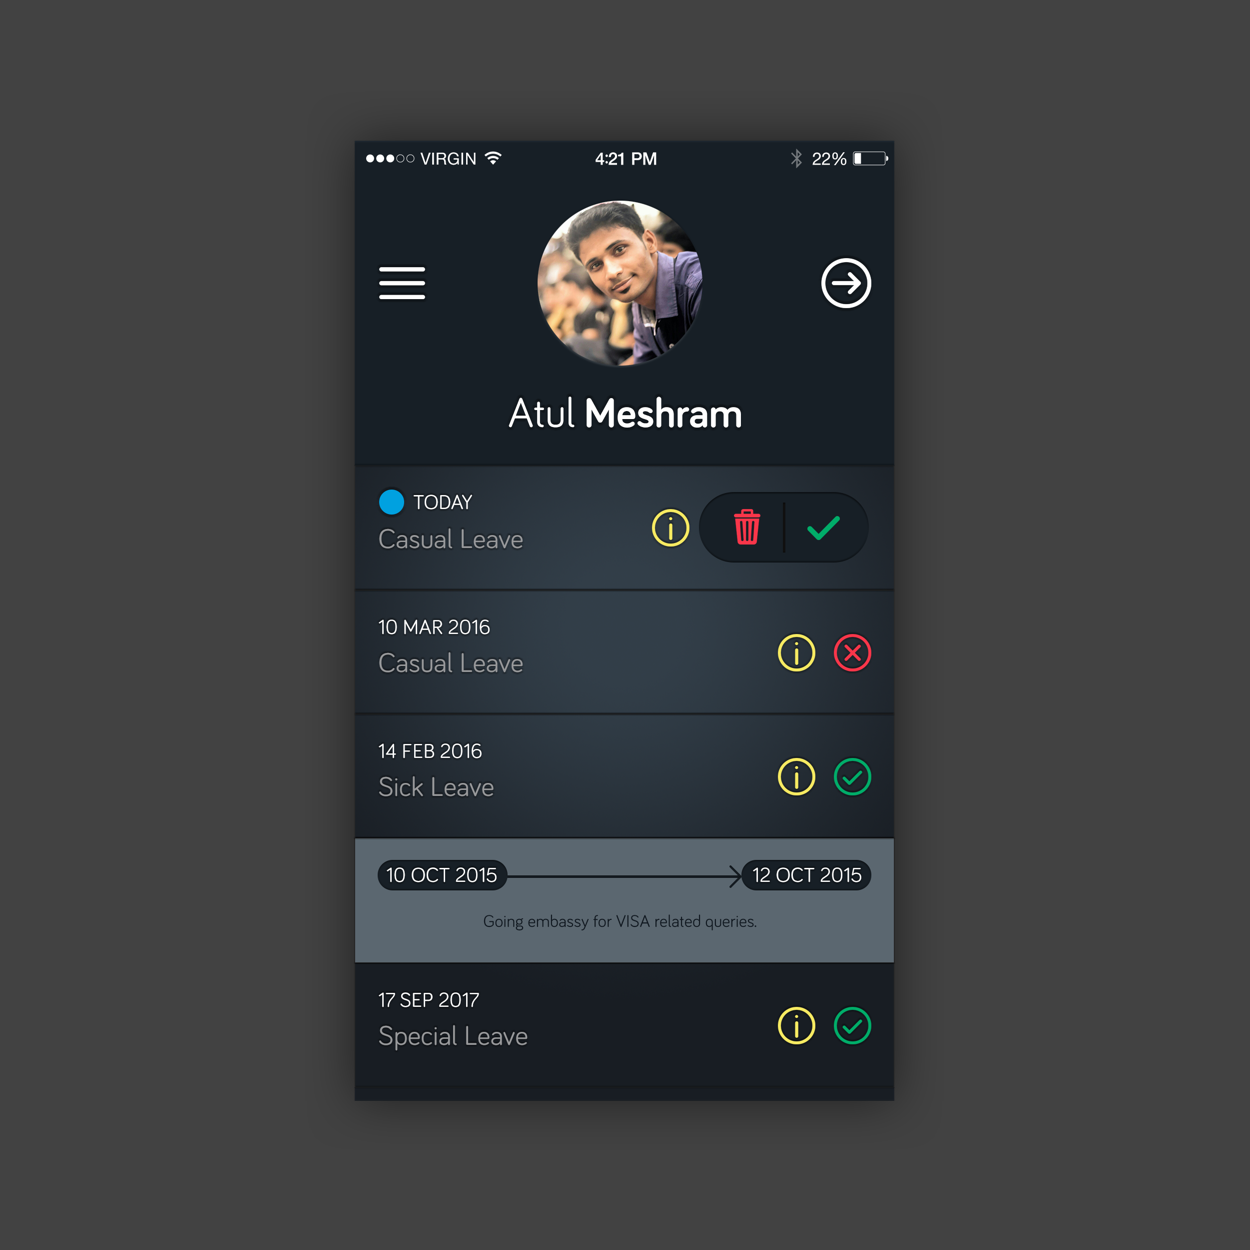 VIRGIN 4:21 PM 22%
Atul Meshram
TODAY
Casual Leave
10 MAR 2016
Casual Leave
14 FEB 2016
Sick Leave
10 OCT 2015 12 OCT 2015
Going embassy for VISA related queries.
17 SEP 2017
Special Leave